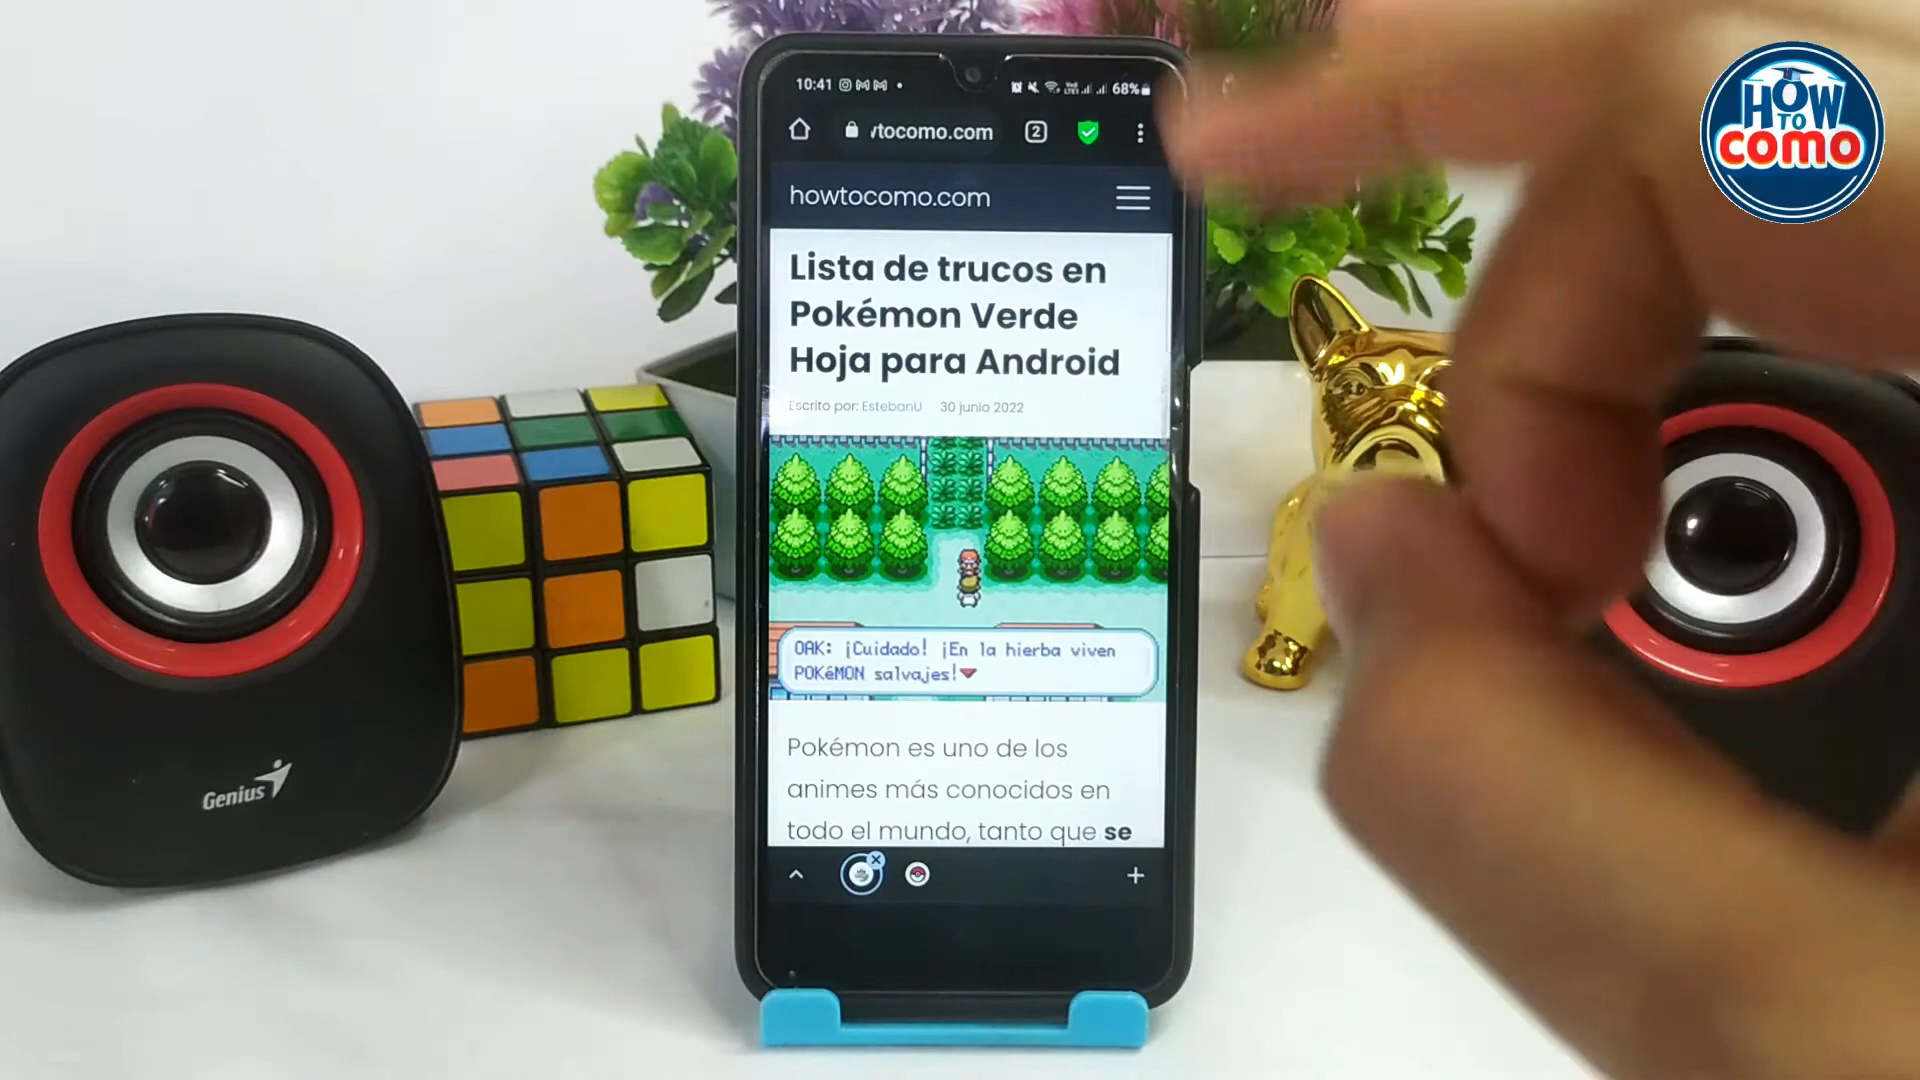 10:41
68%
vtocomo.com
2
HOW
TO
COMO
howtocomo.com
Lista de trucos en
Pokémon Verde
Hoja para Android
Escrito por: EstebanU 30 junio 2022
OAK: ¡Cuidado! ¡En la hierba viven
POKéMON salvajes!
Pokémon es uno de los
animes más conocidos en
todo el mundo, tanto que se
Genius